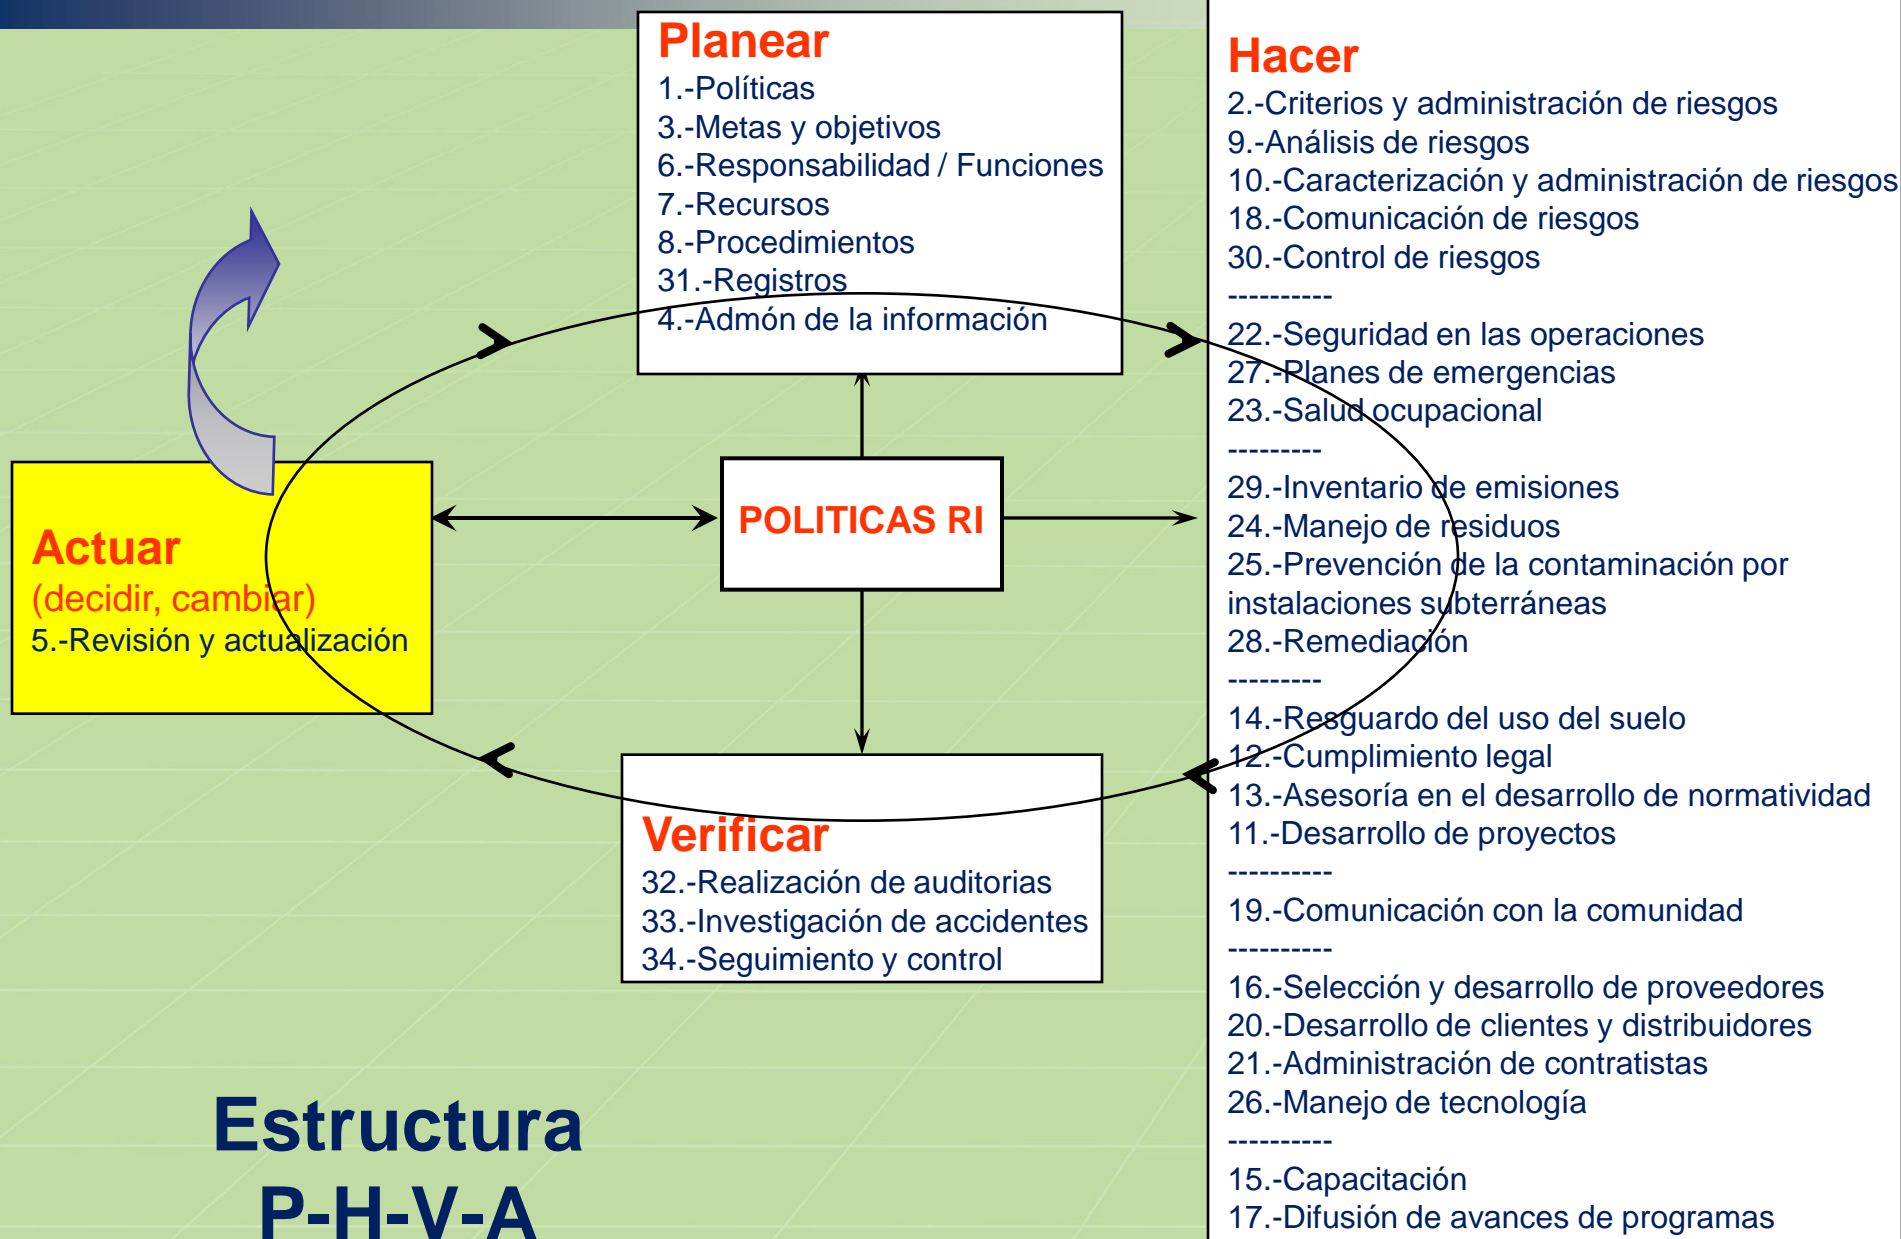 Planear
1.-Políticas
3.-Metas y objetivos
6.-Responsabilidad / Funciones
7.-Recursos
8.-Procedimientos
31.-Registros
4.-Admón de la información
Hacer
2.-Criterios y administración de riesgos
9.-Análisis de riesgos
10.-Caracterización y administración de riesgos
18.-Comunicación de riesgos
30.-Control de riesgos
----------
22.-Seguridad en las operaciones
27.-Planes de emergencias
23.-Salud ocupacional
---------
29.-Inventario de emisiones
24.-Manejo de residuos
25.-Prevención de la contaminación por
instalaciones subterráneas
28.-Remediación
---------
14.-Resguardo del uso del suelo
12.-Cumplimiento legal
13.-Asesoría en el desarrollo de normatividad
11.-Desarrollo de proyectos
----------
19.-Comunicación con la comunidad
----------
16.-Selección y desarrollo de proveedores
20.-Desarrollo de clientes y distribuidores
21.-Administración de contratistas
26.-Manejo de tecnología
----------
15.-Capacitación
17.-Difusión de avances de programas
POLITICAS RI
Actuar
(decidir, cambiar)
5.-Revisión y actualización
Verificar
32.-Realización de auditorias
33.-Investigación de accidentes
34.-Seguimiento y control
Estructura
P-H-V-A